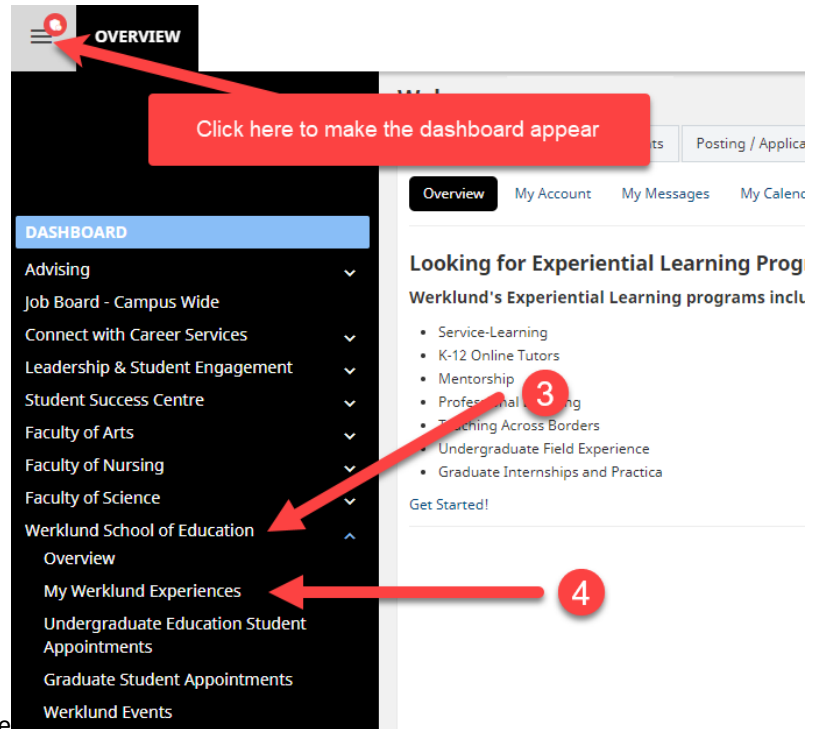 OVERVIEW
Click here to make the dashboard appear
Posting / Applica
Overview My Account My Messages My Calenc
DASHBOARD
Advising
Job Board - Campus Wide
Connect with Career Services
Leadership & Student Engagement
Student Success Centre
Faculty of Arts
Faculty of Nursing
Faculty of Science
Werklund School of Education
Overview
My Werklund Experiences
Undergraduate Education Student
Appointments
Graduate Student Appointments
Werklund Events
Looking for Experiential Learning Prog
Werklund's Experiential Learning programs inclu
• Service-Learning
• K-12 Online Tutors
• Mentorship
3
• Across Borders
• Undergraduate Field Experience
• Graduate Internships and Practica
Get Started!
4
e